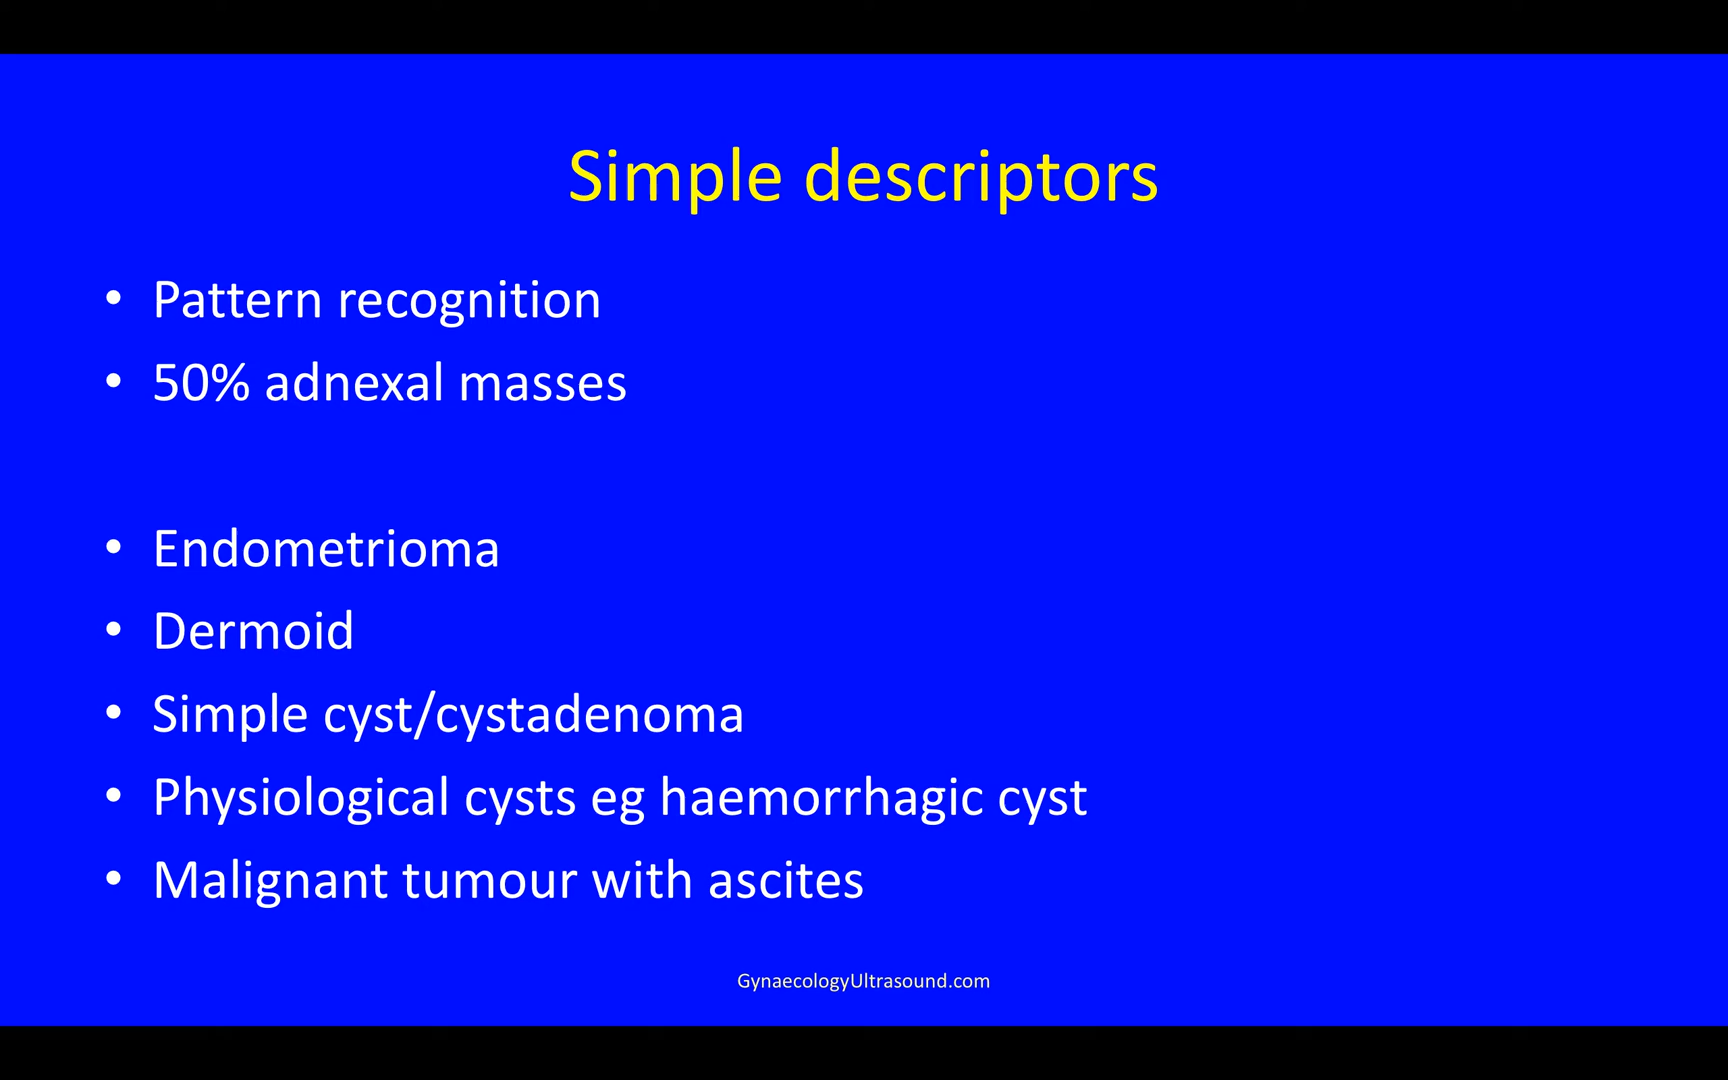 Simple descriptors
• Pattern recognition
• 50% adnexal masses
• Endometrioma
• Dermoid
• Simple cyst/cystadenoma
• Physiological cysts eg haemorrhagic cyst
• Malignant tumour with ascites
GynaecologyUltrasound.com